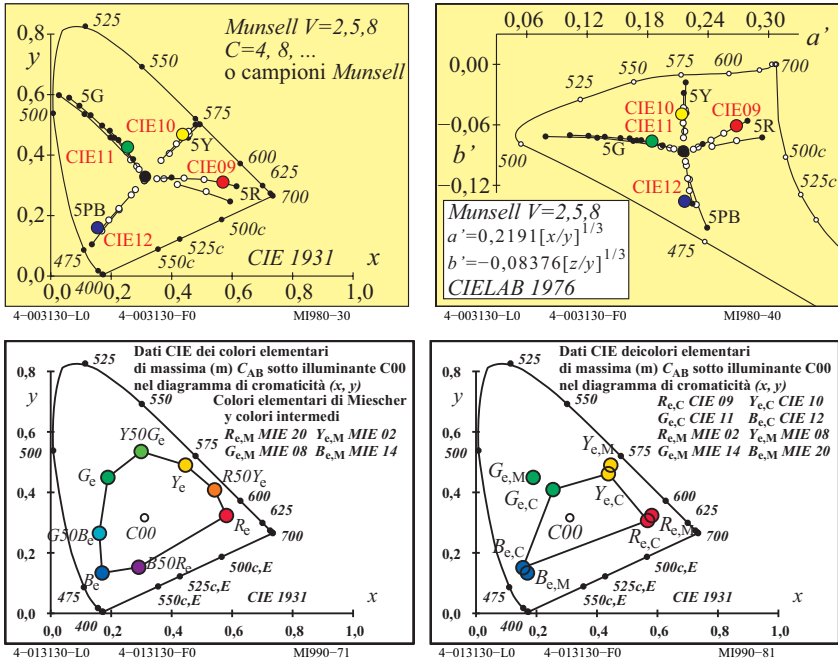 Munsell V=2,5,8
C=4, 8, ...
o campioni Munsell
y
0,8
0,6
0,4
0,2
0,0
525
550
575
5G
500
CIE10
5Y
CIE11
CIE09
600
625
5R
700
5PB
CIE12
500c
525c
550c
475
400
CIE 1931
x
0,0
0,2
0,4
0,6
0,8
1,0
4-003130-L0
4-003130-F0
MI980-30
0,06
0,12
0,18
0,24
0,30
a’
0,00
-0,06
b’
-0,12
525
550
575
600
700
5Y
CIE10
CIE09
CIE11
5R
5G
500
500c
525c
CIE12
5PB
475
Munsell V=2,5,8
a’=0,2191[x/y]1/3
b’=-0,08376[z/y]1/3
CIELAB 1976
4-003130-L0
4-003130-F0
MI980-40
Dati CIE dei colori elementari
di massima (m) CAB sotto illuminante C00
nel diagramma di cromaticità (x, y)
Colori elementari di Miescher
y colori intermedi
Re,M MIE 20 Ye,M MIE 02
Ge,M MIE 08 Be,M MIE 14
y
0,8
0,6
0,4
0,2
0,0
525
550
575
500
Y50Ge
Ge
Ye
R50Ye
600
625
G50Be
C00
Re
700
Be
B50Re
500c,E
525c,E
550c,E
475
400
CIE 1931
x
0,0
0,2
0,4
0,6
0,8
1,0
4-013130-L0
4-013130-F0
MI990-71
Dati CIE deicolori elementari
di massima (m) CAB sotto illuminante C00
nel diagramma di cromaticità (x, y)
Re,C CIE 09 Ye,C CIE 10
Ge,C CIE 11 Be,C CIE 12
Re,M MIE 02 Ye,M MIE 08
Ge,M MIE 14 Be,M MIE 20
y
0,8
0,6
0,4
0,2
0,0
525
550
575
500
Ye,M
Ge,M
Ge,C
Ye,C
600
625
C00
Re,M
Re,C
700
Be,C
Be,M
500c,E
525c,E
550c,E
475
400
CIE 1931
x
0,0
0,2
0,4
0,6
0,8
1,0
4-013130-L0
4-013130-F0
MI990-81